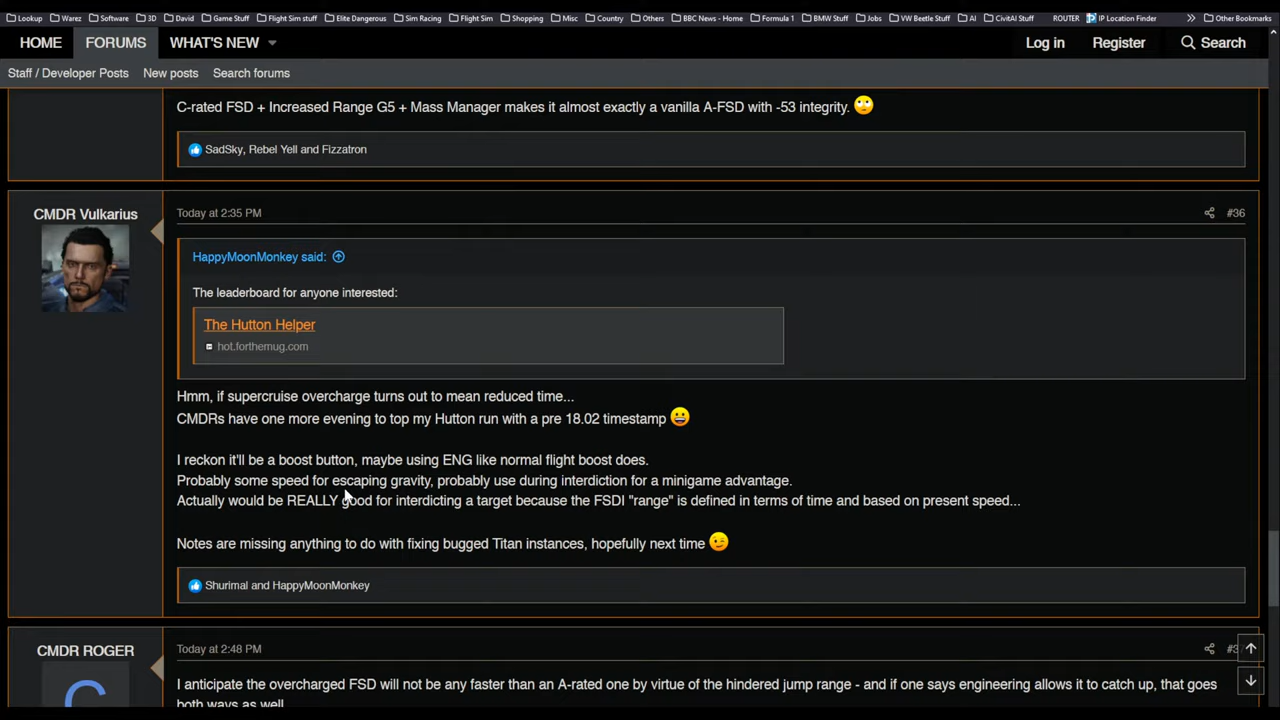 Lookup Warez Software 3D David Game Stuff Flight Sim stuff Elite Dangerous Sim Racing Flight Sim Shopping Misc Country Others BBC News - Home Formula 1 BMW Stuff Jobs VW Beetle Stuff AI CivitAI Stuff ROUTER IP Location Finder Other Bookmarks
HOME FORUMS WHAT'S NEW Log in Register Search
Staff / Developer Posts New posts Search forums
C-rated FSD + Increased Range G5 + Mass Manager makes it almost exactly a vanilla A-FSD with -53 integrity.
SadSky, Rebel Yell and Fizzatron
CMDR Vulkarius
Today at 2:35 PM #36
HappyMoonMonkey said:
The leaderboard for anyone interested:
The Hutton Helper
hot.forthemug.com
Hmm, if supercruise overcharge turns out to mean reduced time...
CMDRs have one more evening to top my Hutton run with a pre 18.02 timestamp
I reckon it'll be a boost button, maybe using ENG like normal flight boost does.
Probably some speed for escaping gravity, probably use during interdiction for a minigame advantage.
Actually would be REALLY good for interdicting a target because the FSDI "range" is defined in terms of time and based on present speed...
Notes are missing anything to do with fixing bugged Titan instances, hopefully next time
Shurimal and HappyMoonMonkey
CMDR ROGER
C
Today at 2:48 PM
I anticipate the overcharged FSD will not be any faster than an A-rated one by virtue of the hindered jump range - and if one says engineering allows it to catch up, that goes
both ways as well.